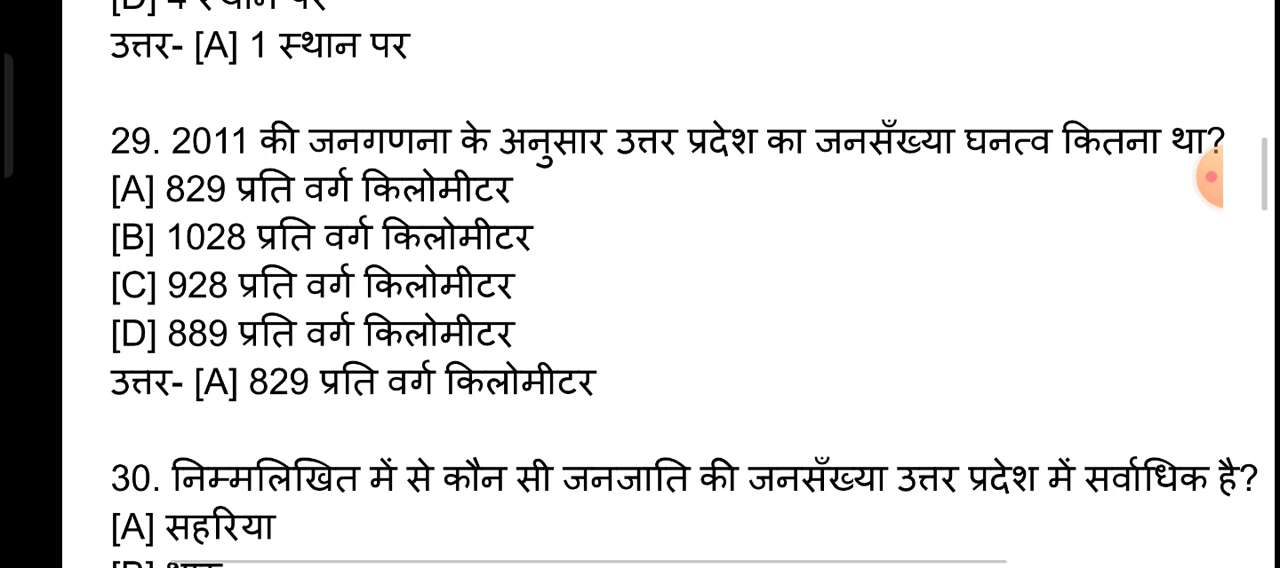 उत्तर- [A] 1 स्थान पर
29. 2011 की जनगणना के अनुसार उत्तर प्रदेश का जनसँख्या घनत्व कितना था?
[A] 829 प्रति वर्ग किलोमीटर
[B] 1028 प्रति वर्ग किलोमीटर
[C] 928 प्रति वर्ग किलोमीटर
[D] 889 प्रति वर्ग किलोमीटर
उत्तर- [A] 829 प्रति वर्ग किलोमीटर
30. निम्मलिखित में से कौन सी जनजाति की जनसँख्या उत्तर प्रदेश में सर्वाधिक है?
[A] सहरिया